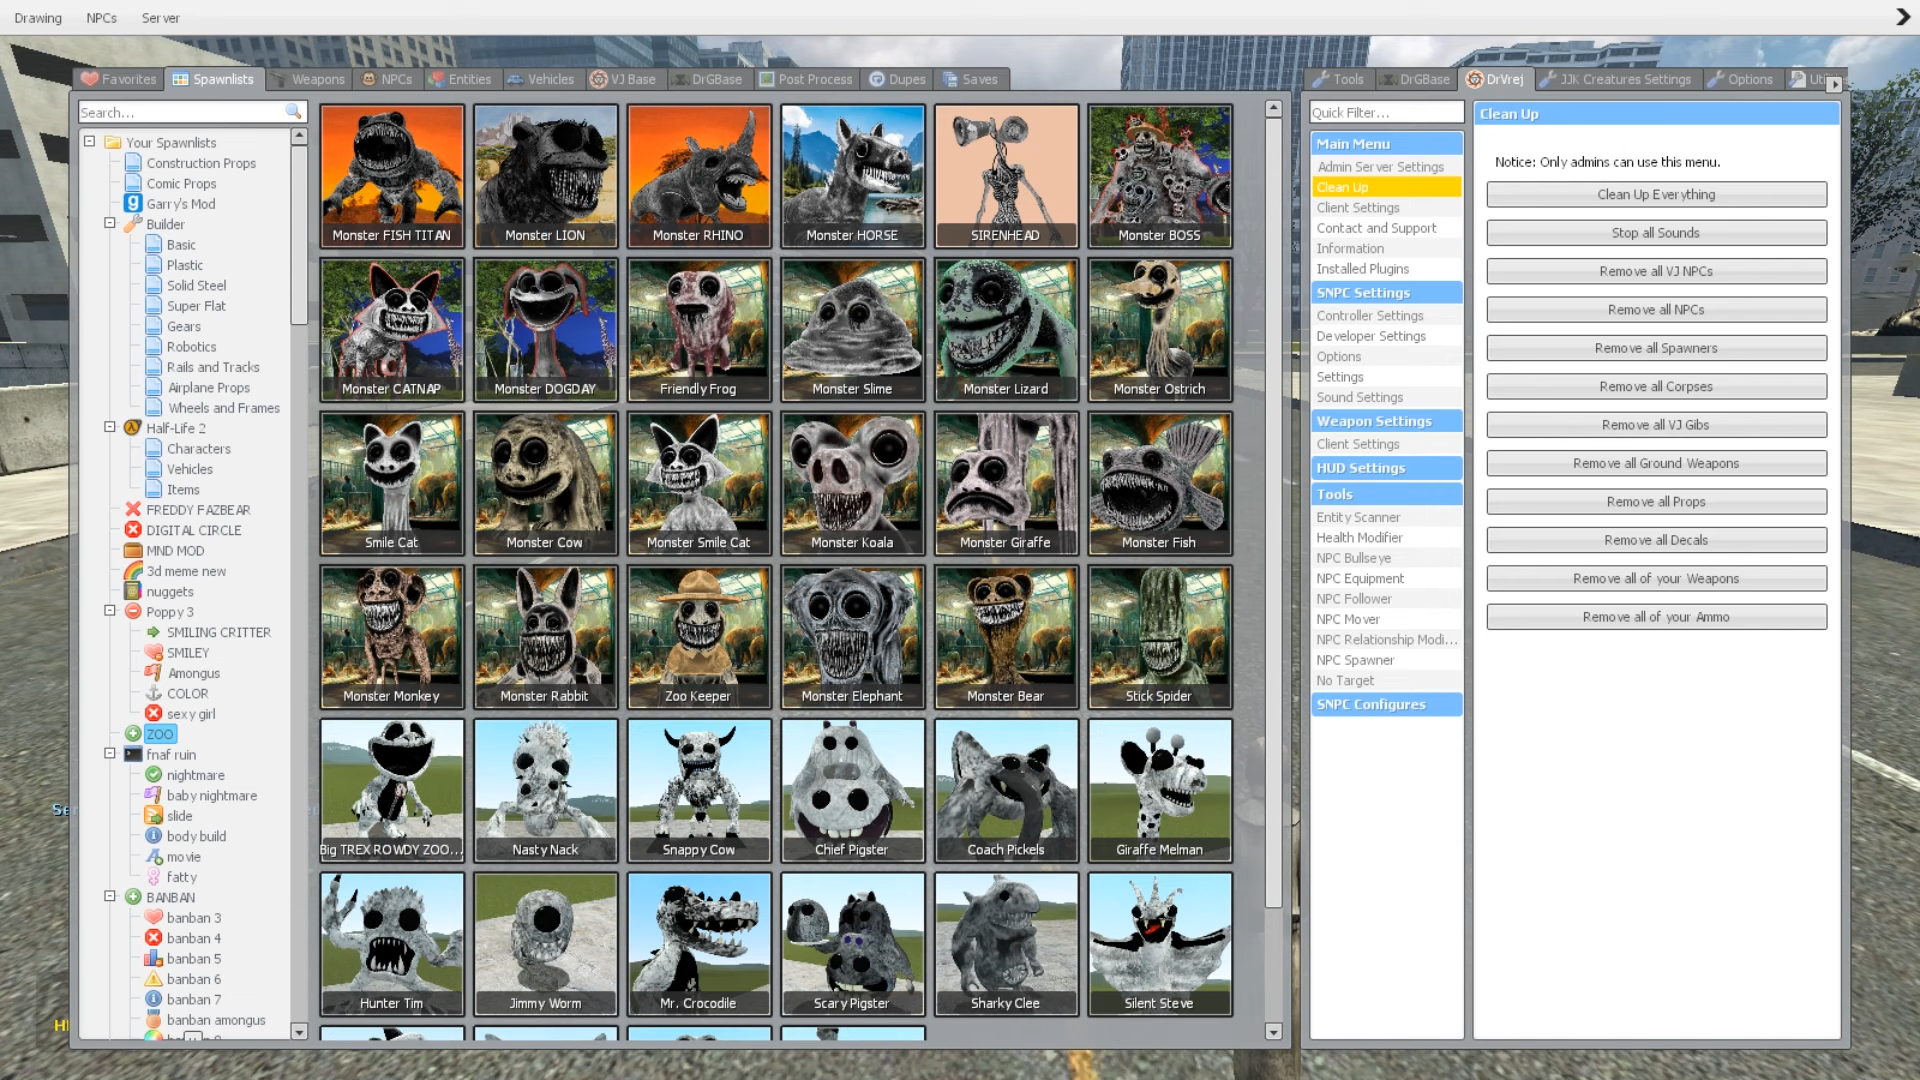 Drawing NPCs Server
Favorites Spawnlists Weapons NPCs Entities Vehicles VJ Base DrGBase Post Process Dupes Saves
Search...
Your Spawnlists
Construction Props
Comic Props
Garry's Mod
Builder
Basic
Plastic
Solid Steel
Super Flat
Gears
Robotics
Rails and Tracks
Airplane Props
Wheels and Frames
Half-Life 2
Characters
Vehicles
Items
FREDDY FAZBEAR
DIGITAL CIRCLE
MND MOD
3d meme new
nuggets
Poppy 3
SMILING CRITTER
SMILEY
Amongus
COLOR
sexy girl
ZOO
fnaf ruin
nightmare
baby nightmare
slide
body build
movie
fatty
BANBAN
banban 3
banban 4
banban 5
banban 6
banban 7
banban amongus
Monster FISH TITAN Monster LION Monster RHINO Monster HORSE SIRENHEAD Monster BOSS
Monster CATNAP Monster DOGDAY Friendly Frog Monster Slime Monster Lizard Monster Ostrich
Smile Cat Monster Cow Monster Smile Cat Monster Koala Monster Giraffe Monster Fish
Monster Monkey Monster Rabbit Zoo Keeper Monster Elephant Monster Bear Stick Spider
Big TREX ROWDY ZOO... Nasty Nack Snappy Cow Chief Pigster Coach Pickels Giraffe Melman
Hunter Tim Jimmy Worm Mr. Crocodile Scary Pigster Sharky Clee Silent Steve
Tools DrGBase DrVrej JJK Creatures Settings Options
Quick Filter...
Main Menu
Admin Server Settings
Clean Up
Client Settings
Contact and Support
Information
Installed Plugins
SNPC Settings
Controller Settings
Developer Settings
Options
Settings
Sound Settings
Weapon Settings
Client Settings
HUD Settings
Tools
Entity Scanner
Health Modifier
NPC Bullseye
NPC Equipment
NPC Follower
NPC Mover
NPC Relationship Modi...
NPC Spawner
No Target
SNPC Configures
Clean Up
Notice: Only admins can use this menu.
Clean Up Everything
Stop all Sounds
Remove all VJ NPCs
Remove all NPCs
Remove all Spawners
Remove all Corpses
Remove all VJ Gibs
Remove all Ground Weapons
Remove all Props
Remove all Decals
Remove all of your Weapons
Remove all of your Ammo